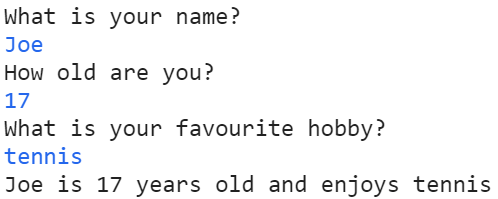 What is your name?
Joe
How old are you?
17
What is your favourite hobby?
tennis
Joe is 17 years old and enjoys tennis